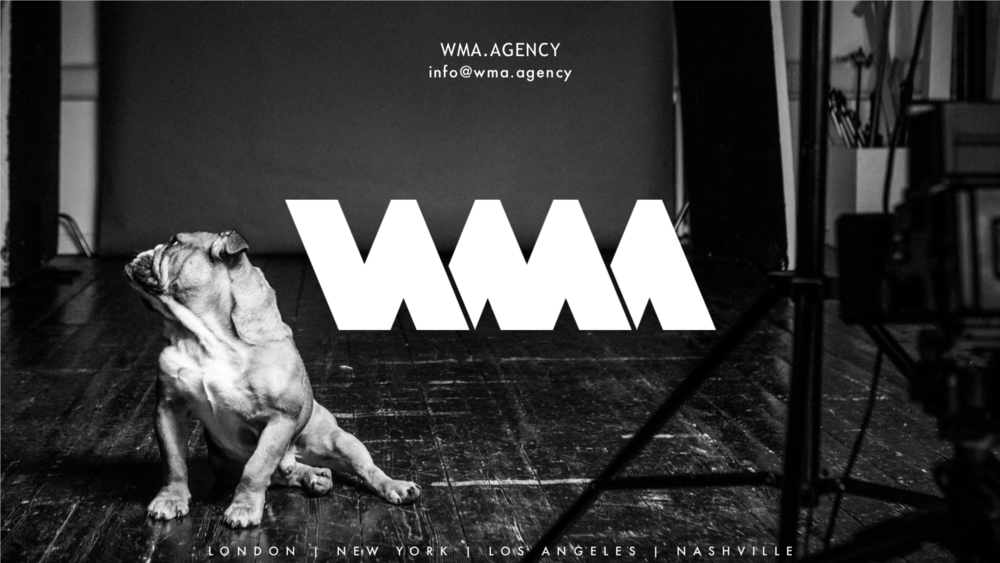 WMA.AGENCY
info@wma.agency
WMA
LONDON | NEW YORK | LOS ANGELES | NASHVILLE